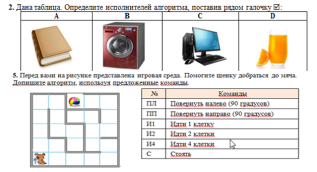 2. Дана таблица. Определите исполнителей алгоритма, поставив рядом галочку ☑:
A B C D
5. Перед вами на рисунке представлена игровая среда. Помогите щенку добраться до мяча.
Допишите алгоритм, используя предложенные команды.
№ Команды
ПЛ Повернуть налево (90 градусов)
ПП Повернуть направо (90 градусов)
И1 Идти 1 клетку
И2 Идти 2 клетки
И4 Идти 4 клетки
С Стоять